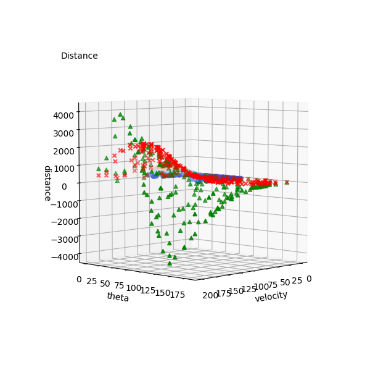 Distance
4000
3000
2000
1000
0
−1000
−2000
−3000
−4000
distance
0 25 50 75 100 125 150 175
theta
200 175 150 125 100 75 50 25 0
velocity